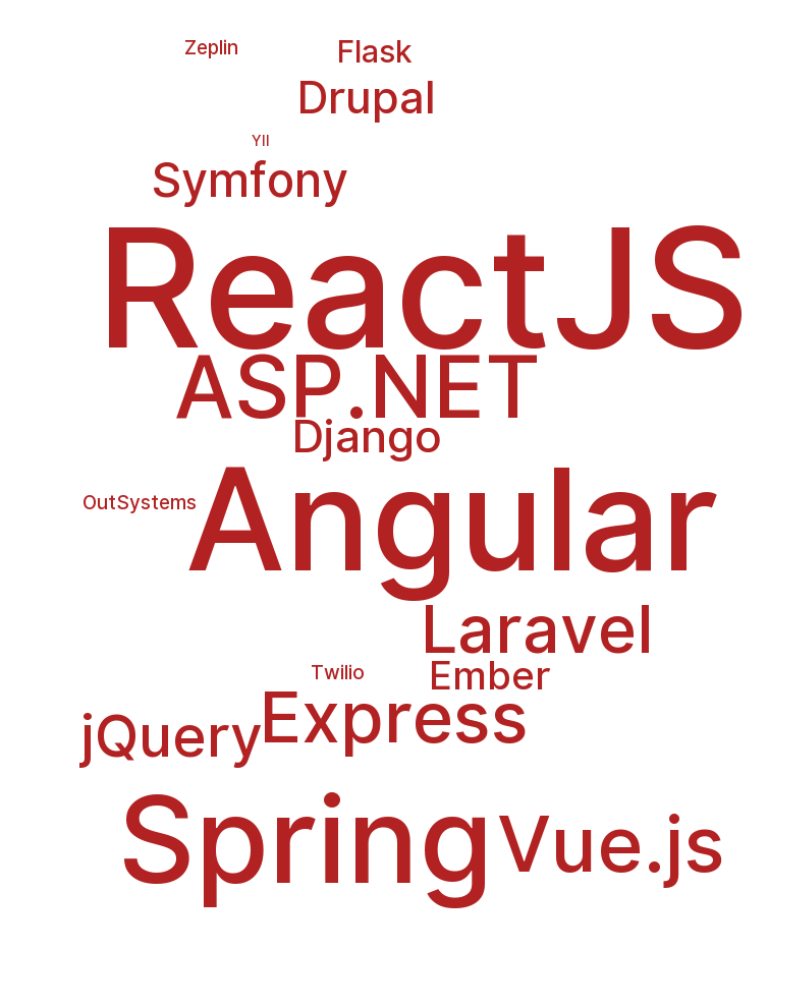 Zeplin
Flask
Drupal
YII
Symfony
ReactJS
ASP.NET
Django
OutSystems
Angular
Laravel
Twilio
Ember
jQuery
Express
Spring
Vue.js